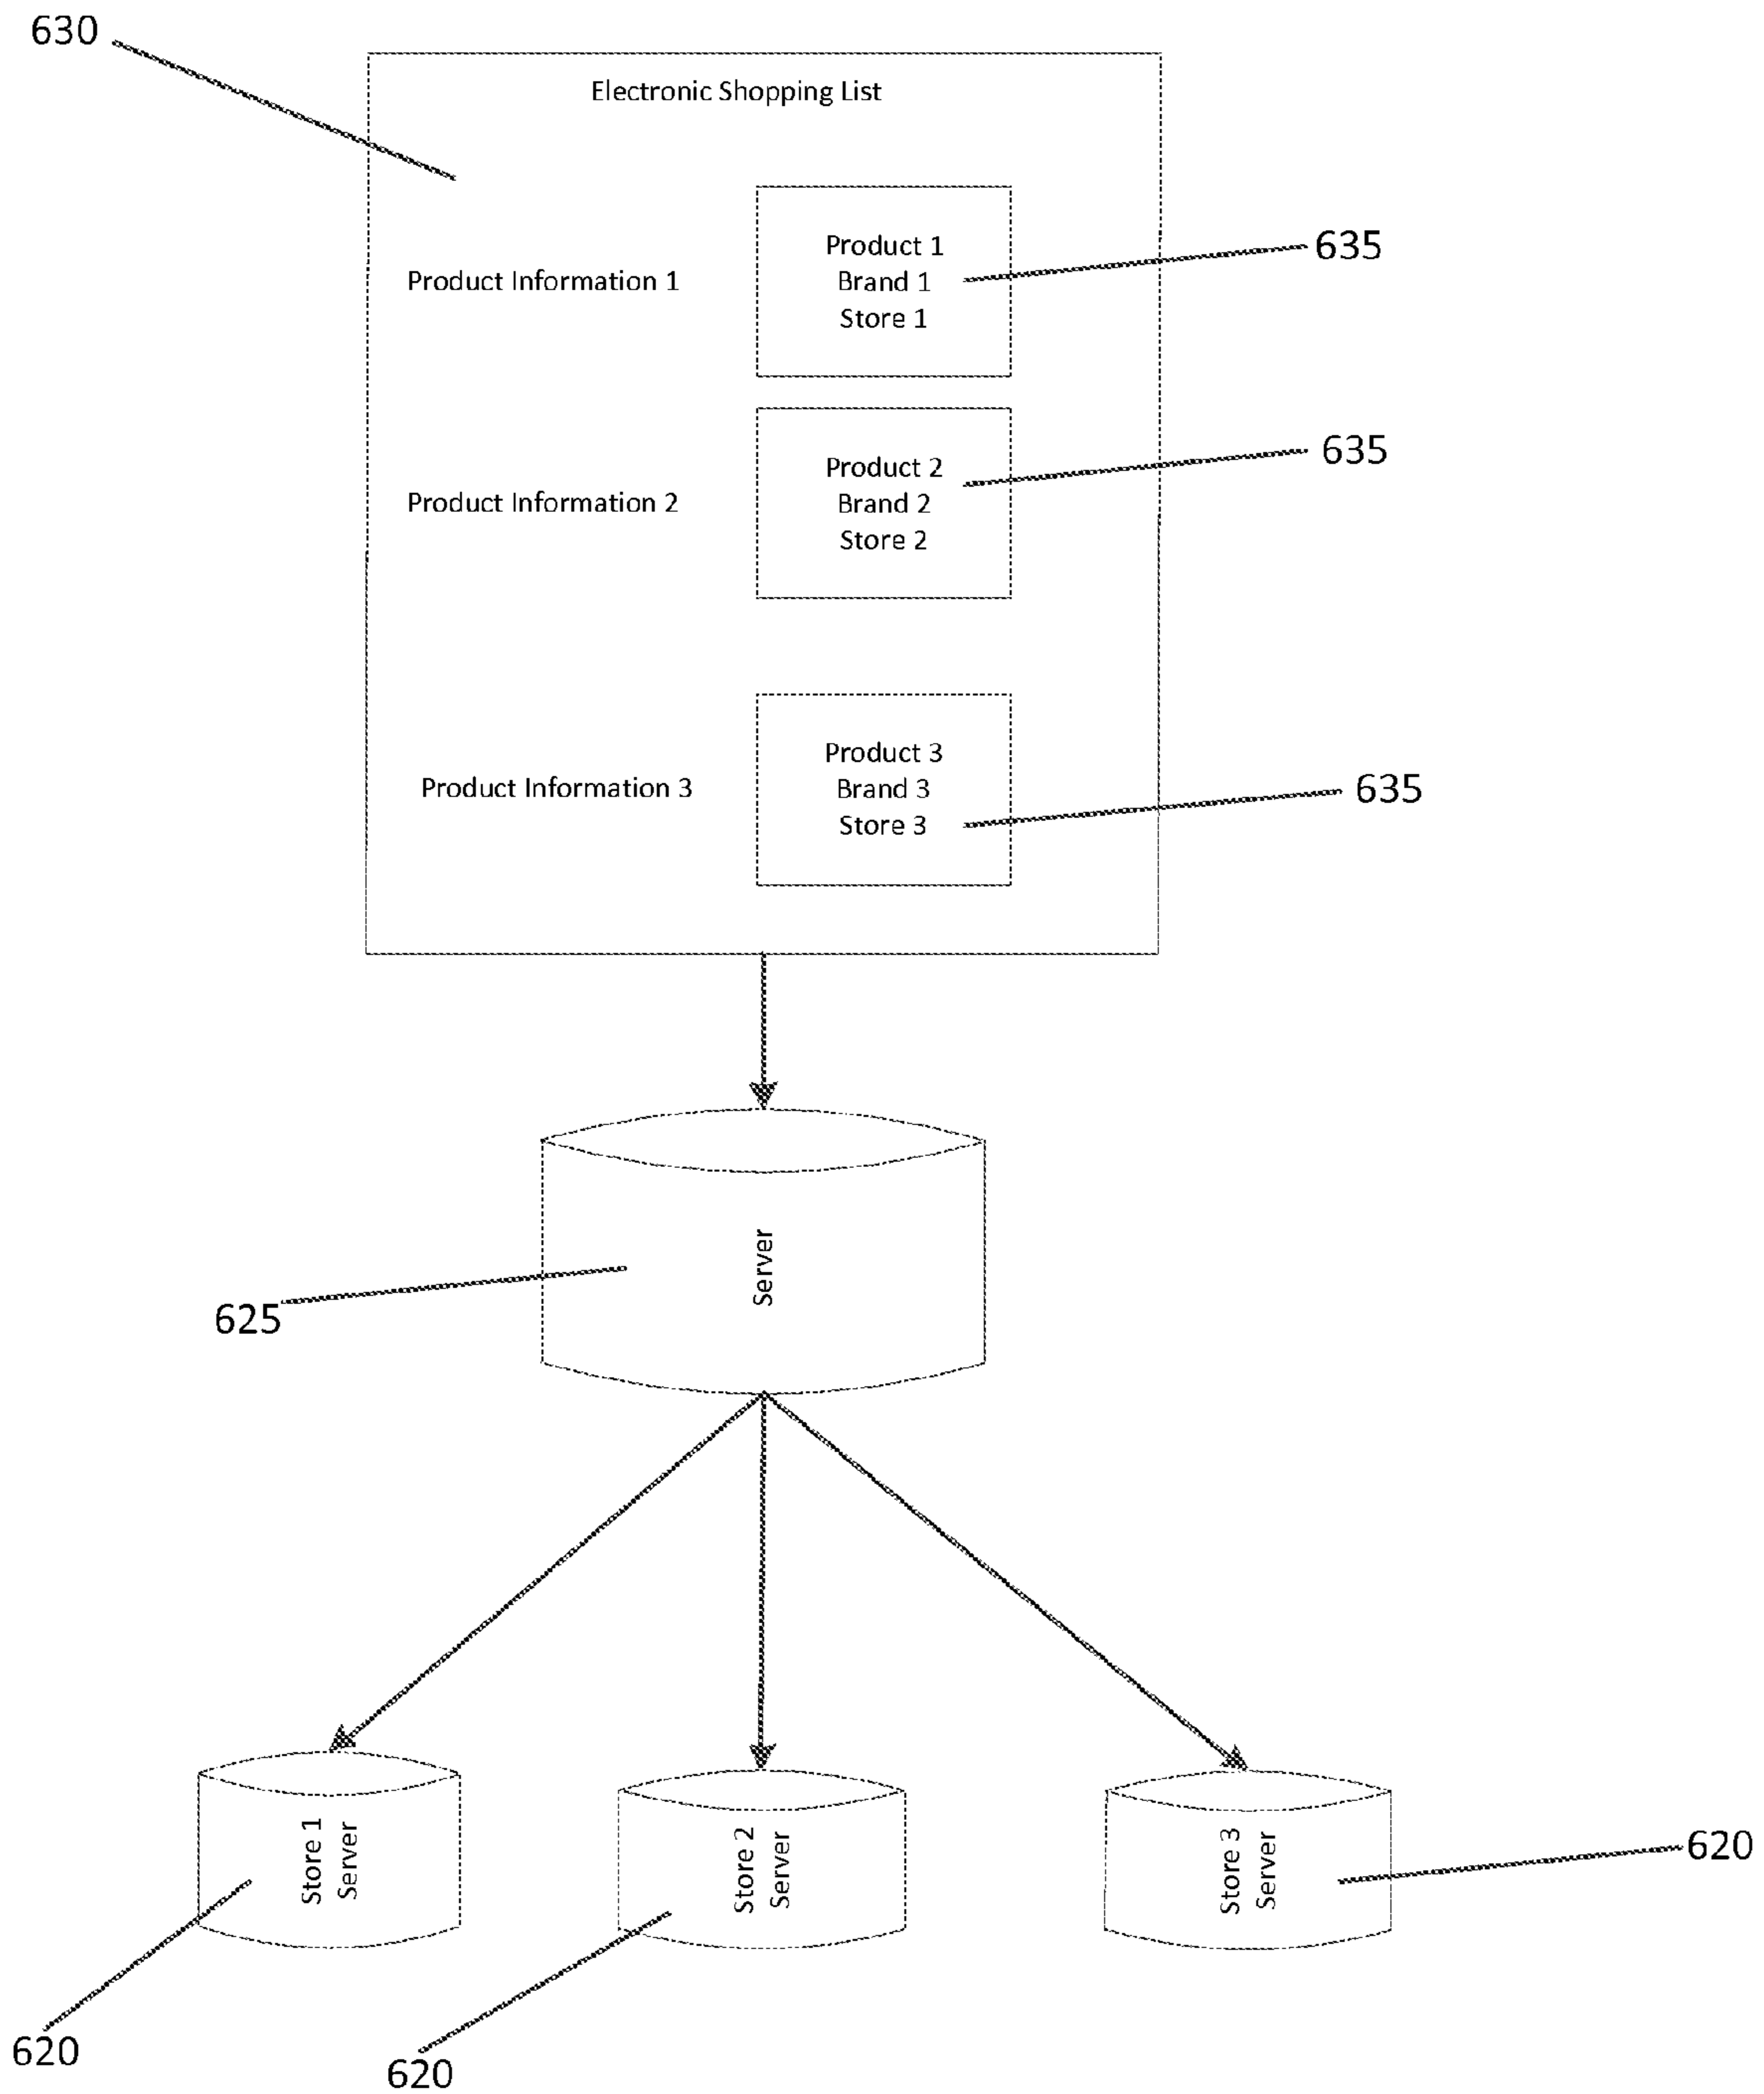 630
Electronic Shopping List
Product Information 1
Product 1
Brand 1
Store 1
635
Product Information 2
Product 2
Brand 2
Store 2
635
Product Information 3
Product 3
Brand 3
Store 3
635
Server
625
Store 1
Server
Store 2
Server
Store 3
Server
620
620
620